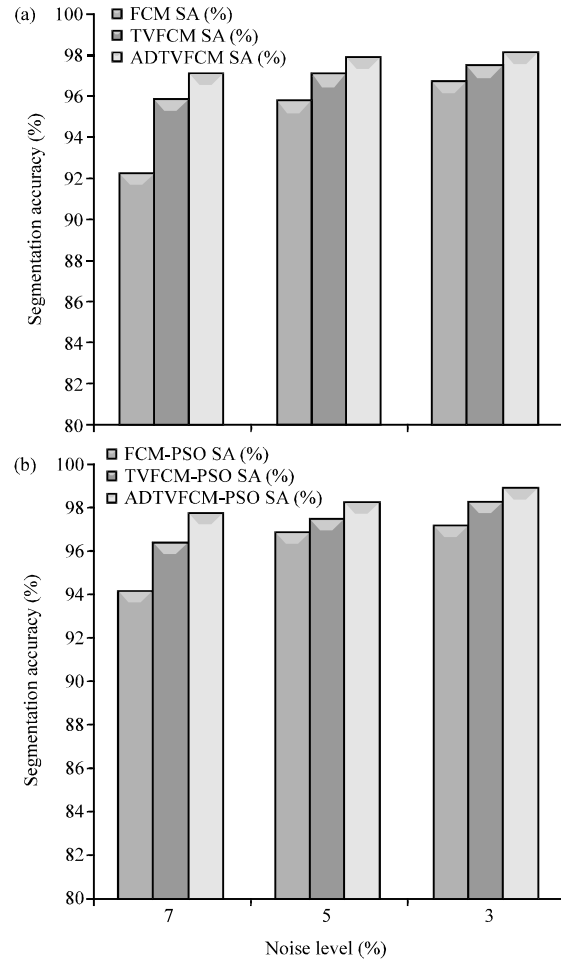 (a)
FCM SA (%)
TVFCM SA (%)
ADTVFCM SA (%)
Segmentation accuracy (%)
100
98
96
94
92
90
98
86
84
82
80
(b)
FCM-PSO SA (%)
TVFCM-PSO SA (%)
ADTVFCM-PSO SA (%)
Segmentation accuracy (%)
100
98
96
94
92
90
88
86
84
82
80
7
5
3
Noise level (%)